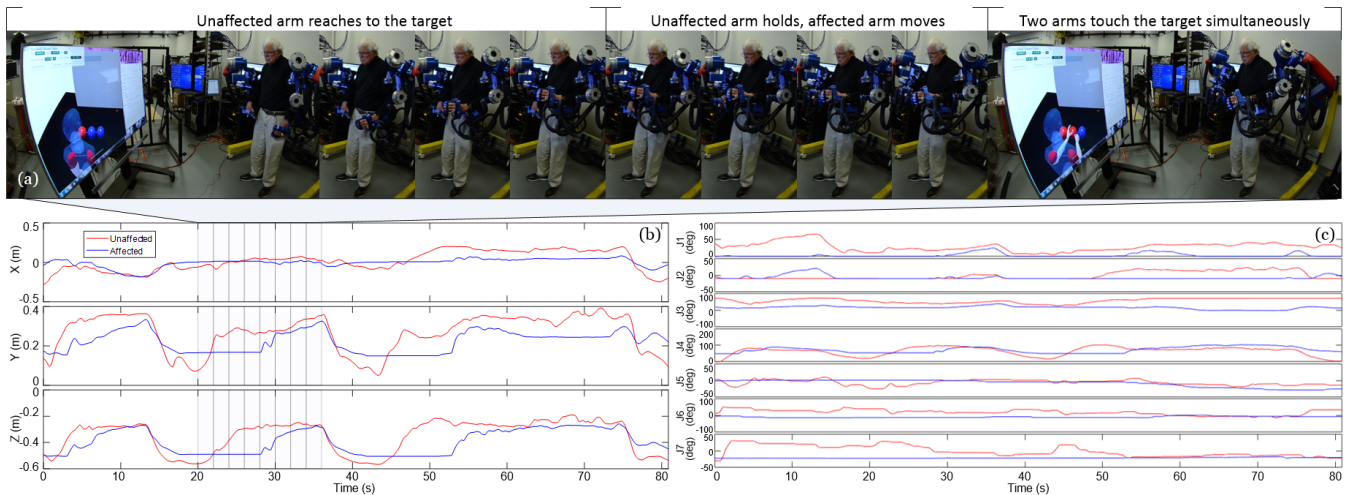 Unaffected arm reaches to the target
Unaffected arm holds, affected arm moves
Two arms touch the target simultaneously
(a)
(b)
Unaffected
Affected
X (m)
0.5
0
-0.5
Y (m)
0.4
0.2
0
Z (m)
0
-0.2
-0.4
-0.6
0 10 20 30 40 50 60 70 80
Time (s)
(c)
J1
(deg)
100
50
0
J2
(deg)
50
0
-50
J3
(deg)
100
0
-100
J4
(deg)
200
100
0
J5
(deg)
50
0
-50
J6
(deg)
100
0
-100
J7
(deg)
50
0
-50
0 10 20 30 40 50 60 70 80
Time (s)